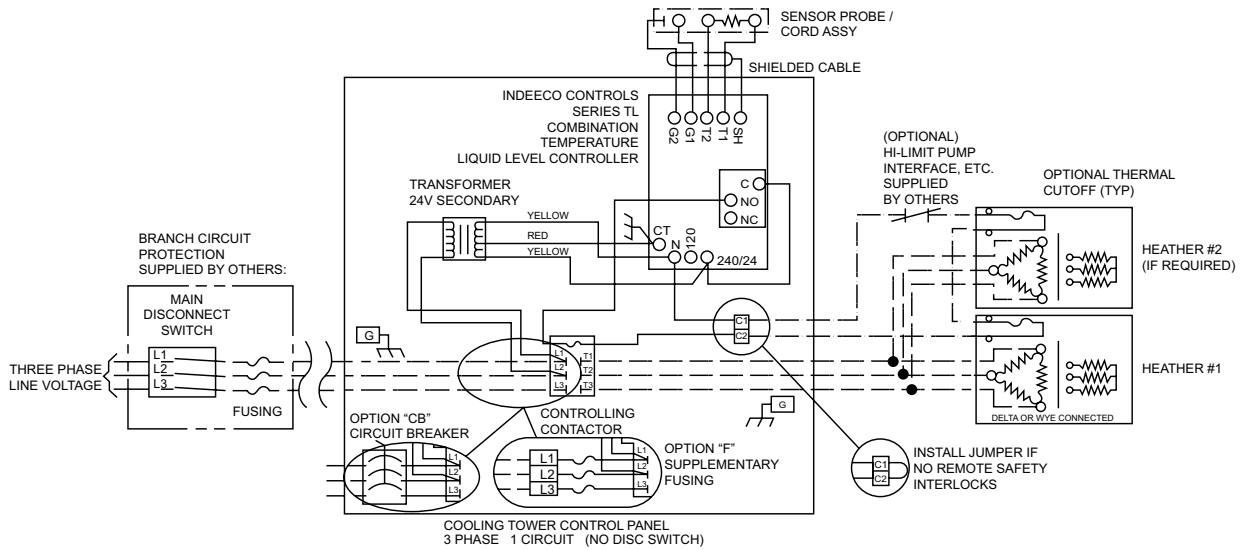 SENSOR PROBE /
CORD ASSY
SHIELDED CABLE
INDEECO CONTROLS
SERIES TL
COMBINATION
TEMPERATURE
LIQUID LEVEL CONTROLLER
G2 G1 T2 T1 SH
C
NO
NC
CT N 120 240/24
TRANSFORMER
24V SECONDARY
YELLOW
RED
YELLOW
(OPTIONAL)
HI-LIMIT PUMP
INTERFACE, ETC.
SUPPLIED
BY OTHERS
OPTIONAL THERMAL
CUTOFF (TYP)
HEATHER #2
(IF REQUIRED)
HEATHER #1
DELTA OR WYE CONNECTED
BRANCH CIRCUIT
PROTECTION
SUPPLIED BY OTHERS:
MAIN
DISCONNECT
SWITCH
L1
L2
L3
THREE PHASE
LINE VOLTAGE
FUSING
G
L1 T1
L2 T2
L3 T3
C1
C2
G
CONTROLLING
CONTACTOR
OPTION "CB"
CIRCUIT BREAKER
L1
L2
L3
L1
L2
L3
L1
L2
L3
OPTION "F"
SUPPLEMENTARY
FUSING
C1
C2
INSTALL JUMPER IF
NO REMOTE SAFETY
INTERLOCKS
COOLING TOWER CONTROL PANEL
3 PHASE 1 CIRCUIT (NO DISC SWITCH)